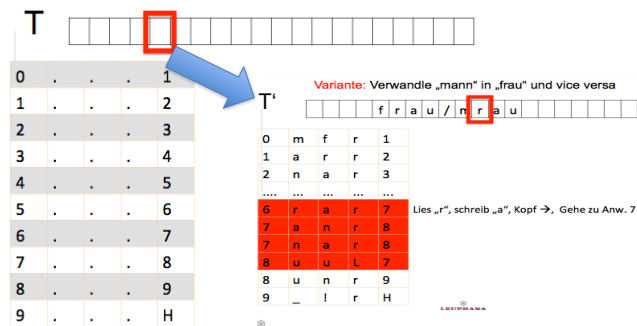 T
0 . . . 1
1 . . . 2
2 . . . 3
3 . . . 4
4 . . . 5
5 . . . 6
6 . . . 7
7 . . . 8
8 . . . 9
9 . . . H
Variante: Verwandle „mann" in „frau" und vice versa
T‘
f r a u / m r a u
0 m f r 1
1 a r r 2
2 n a r 3
.... ... ... ... ...
6 r a r 7
7 a n r 8
7 n a r 8
8 u u L 7
8 u n r 9
9 _ ! r H
Lies „r", schreib „a", Kopf →, Gehe zu Anw. 7
LEUPHANA